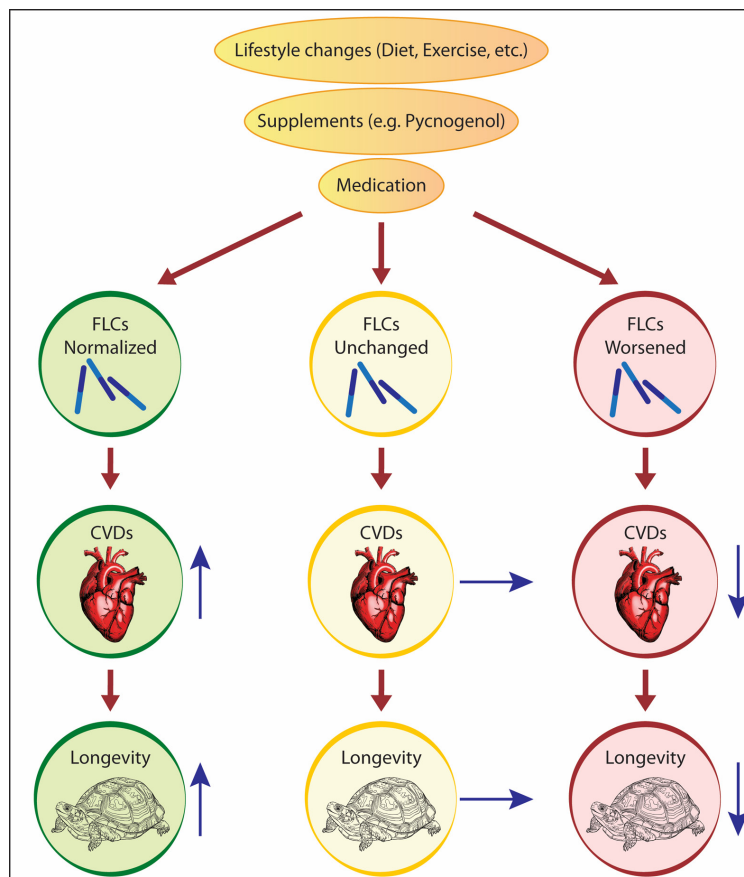 Lifestyle changes (Diet, Exercise, etc.)
Supplements (e.g. Pycnogenol)
Medication
FLCs
Normalized
FLCs
Unchanged
FLCs
Worsened
CVDs
CVDs
CVDs
Longevity
Longevity
Longevity